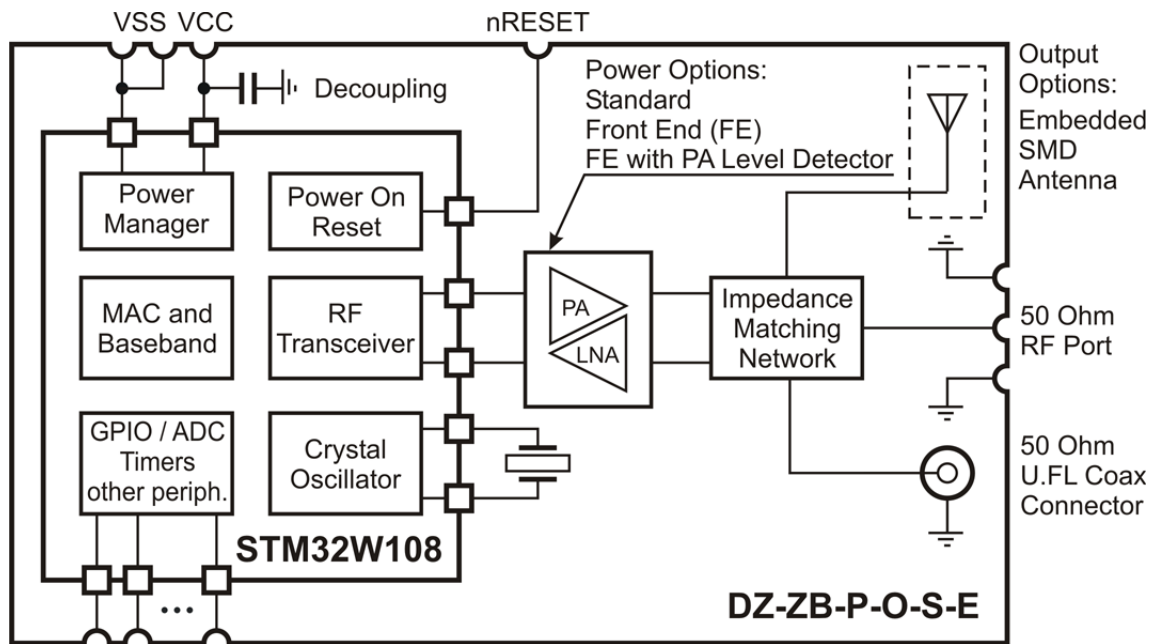 VSS VCC
nRESET
Decoupling
Power Options:
Standard
Front End (FE)
FE with PA Level Detector
Output
Options:
Embedded
SMD
Antenna
Power
Manager
Power On
Reset
MAC and
Baseband
RF
Transceiver
PA
LNA
Impedance
Matching
Network
50 Ohm
RF Port
GPIO / ADC
Timers
other periph.
Crystal
Oscillator
50 Ohm
U.FL Coax
Connector
STM32W108
...
DZ-ZB-P-O-S-E